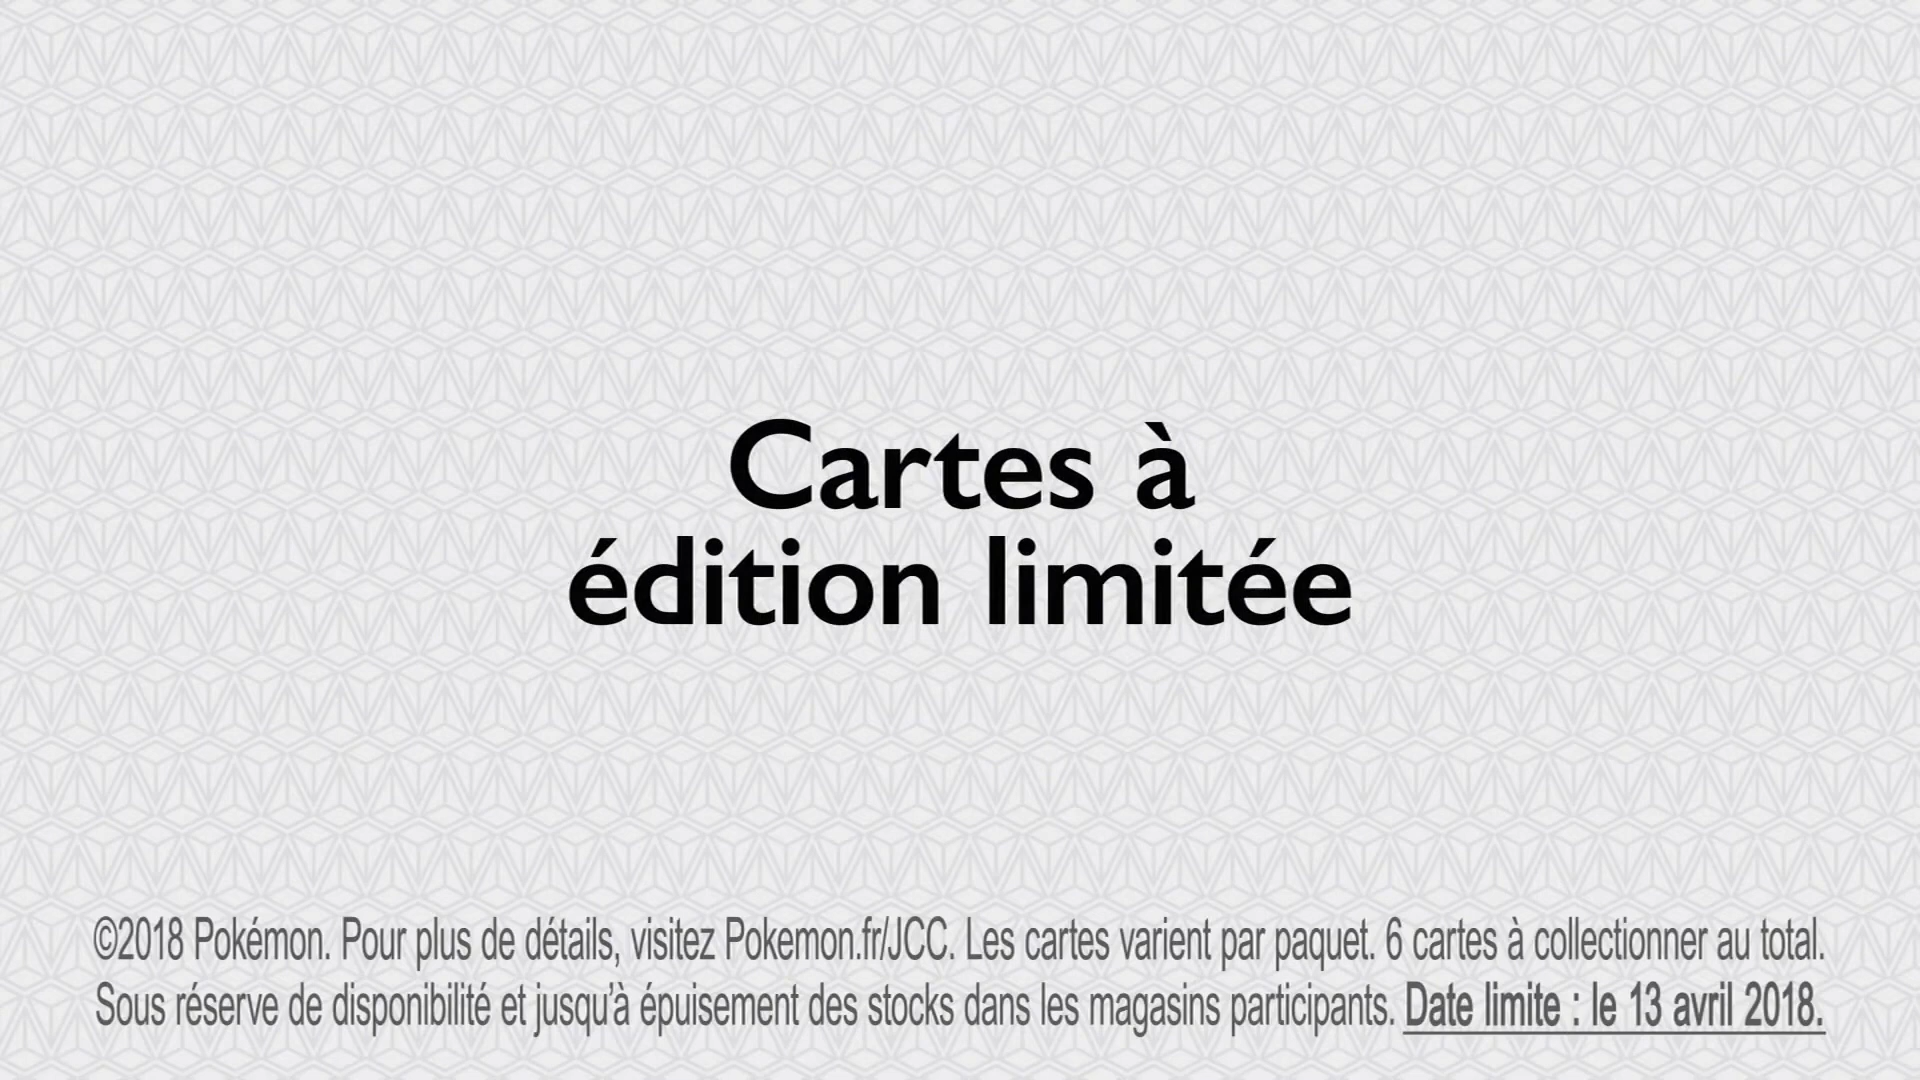 Cartes à
édition limitée
©2018 Pokémon. Pour plus de détails, visitez Pokemon.fr/JCC. Les cartes varient par paquet. 6 cartes à collectionner au total.
Sous réserve de disponibilité et jusqu'à épuisement des stocks dans les magasins participants. Date limite : le 13 avril 2018.